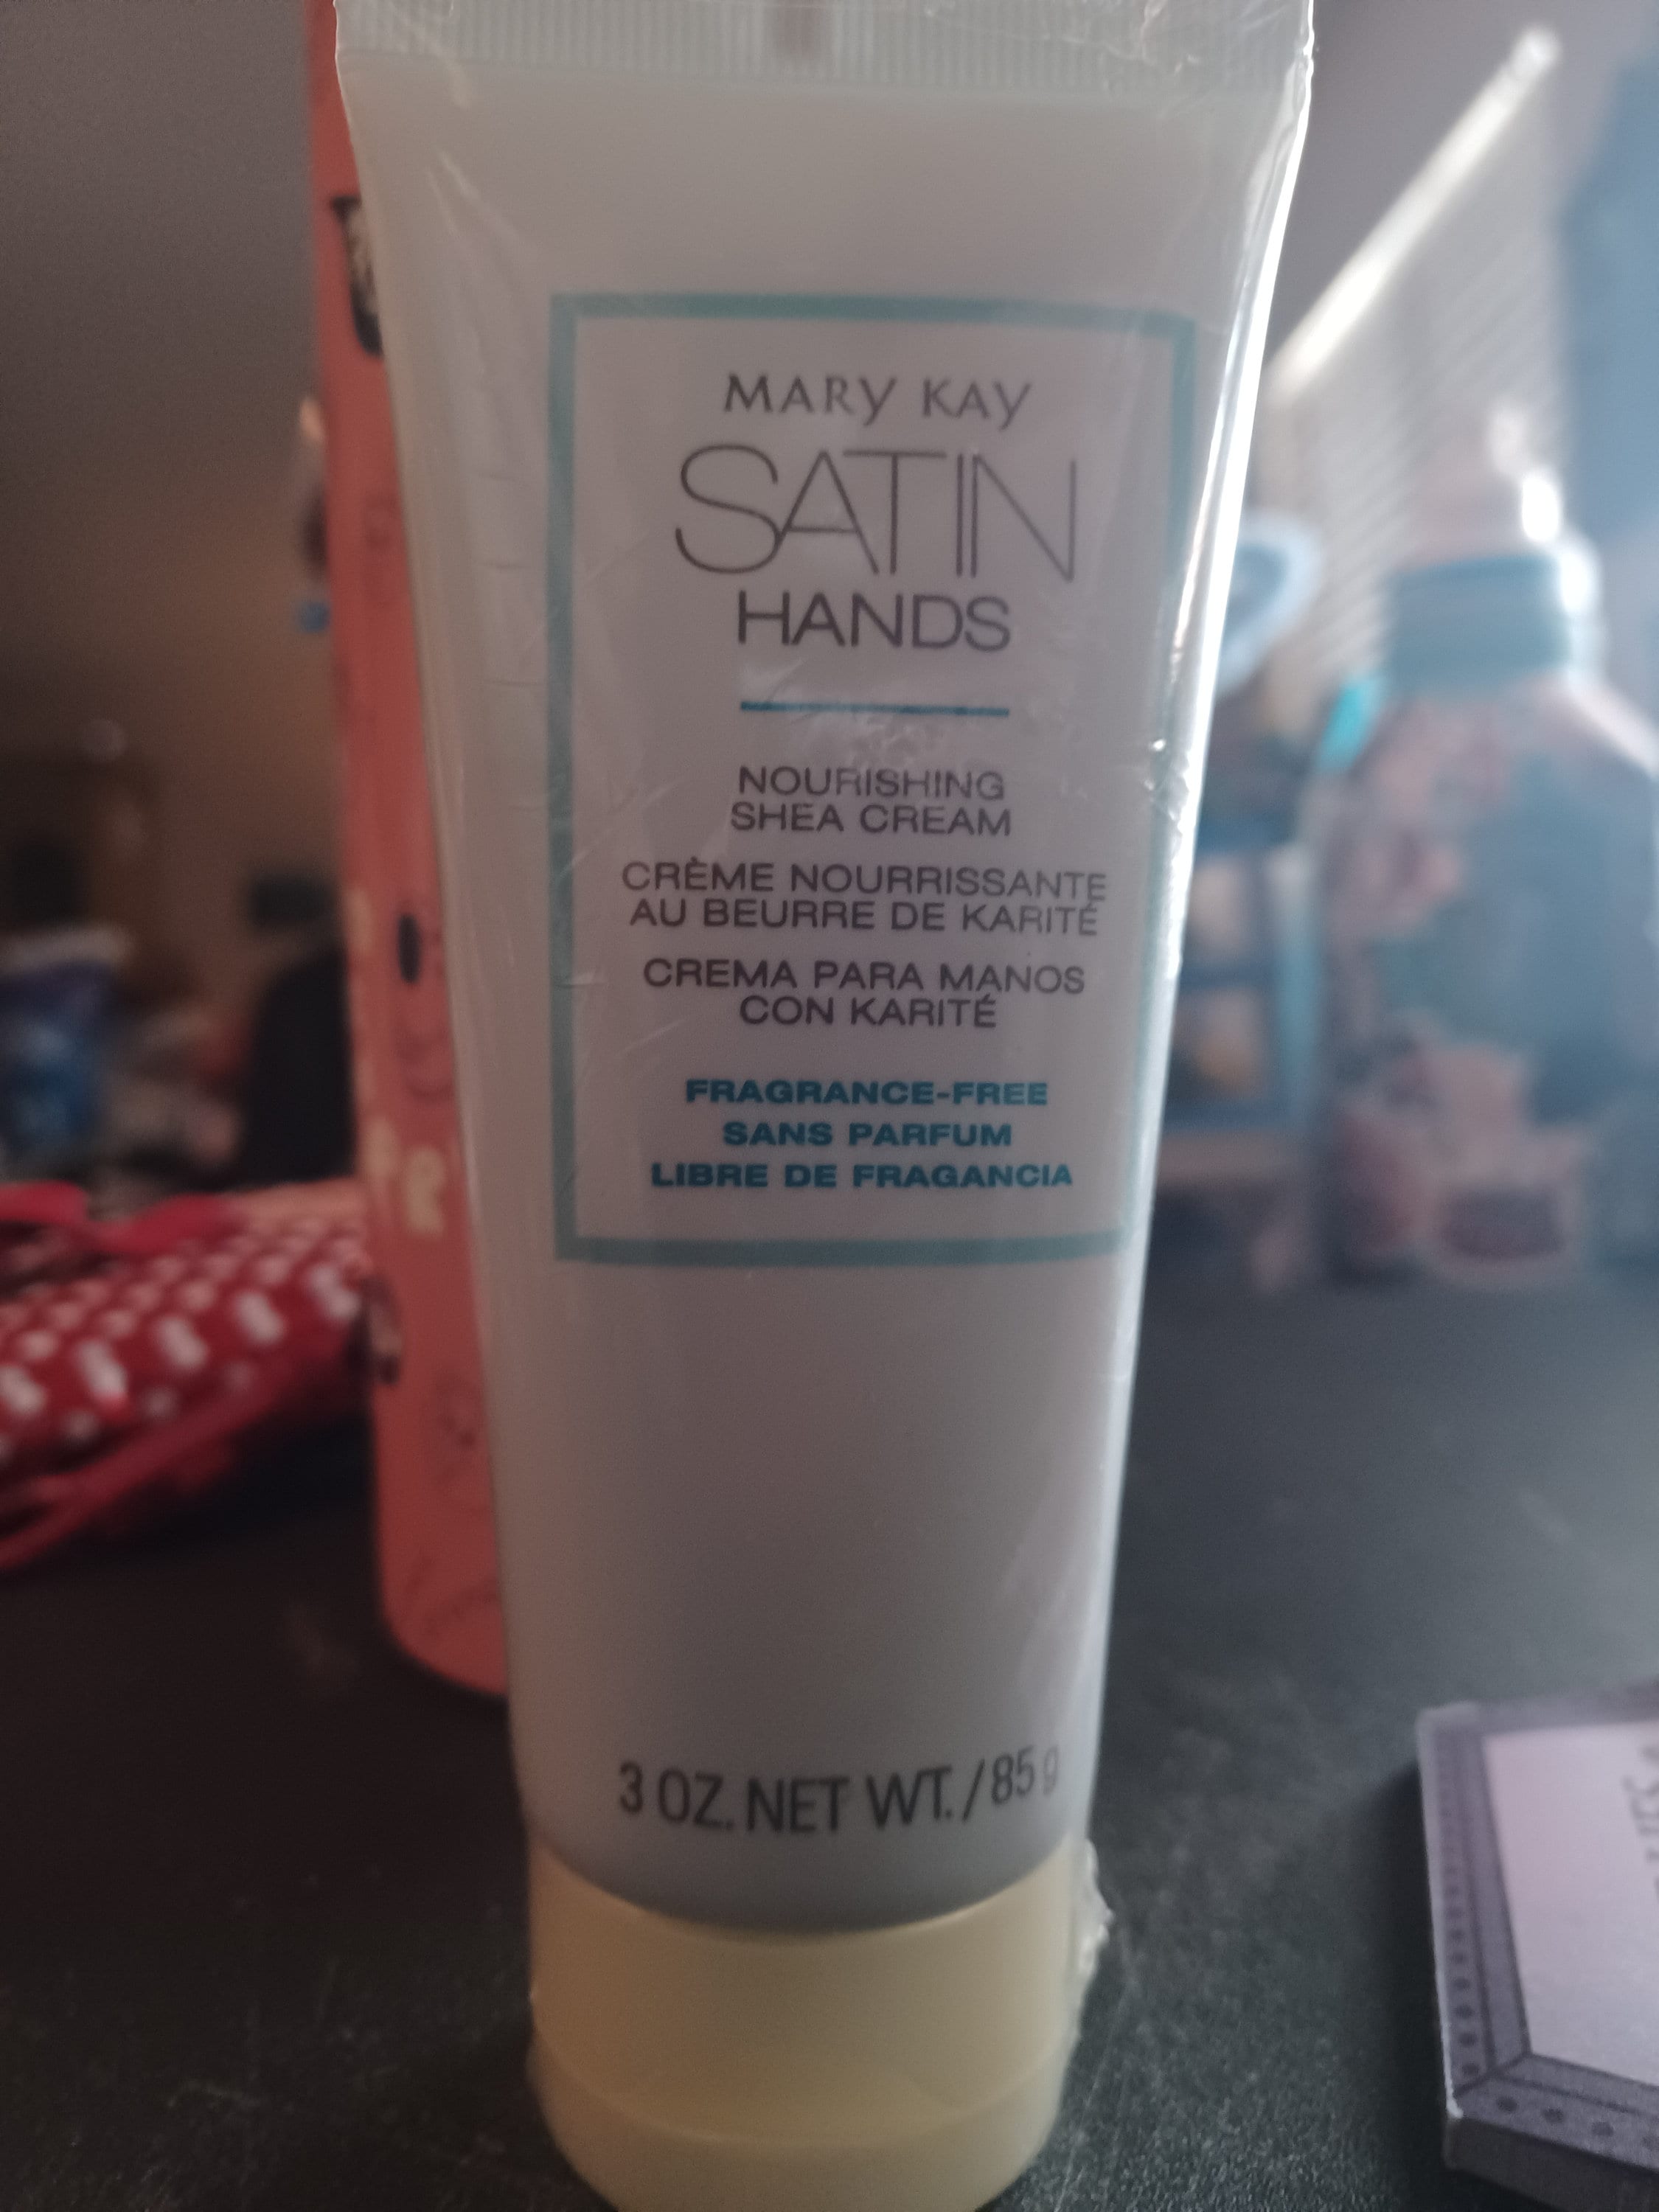 MARY KAY
SATIN
HANDS
NOURISHING
SHEA CREAM
CRÈME NOURRISSANTE
AU BEURRE DE KARITÉ
CREMA PARA MANOS
CON KARITÉ
FRAGRANCE-FREE
SANS PARFUM
LIBRE DE FRAGANCIA
3 OZ. NET WT./85 g